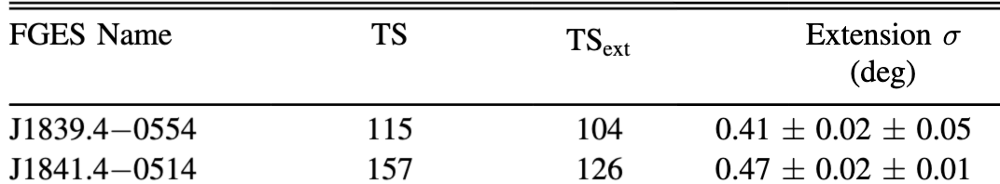 FGES Name TS TSext Extension σ
(deg)
J1839.4−0554 115 104 0.41 ± 0.02 ± 0.05
J1841.4−0514 157 126 0.47 ± 0.02 ± 0.01